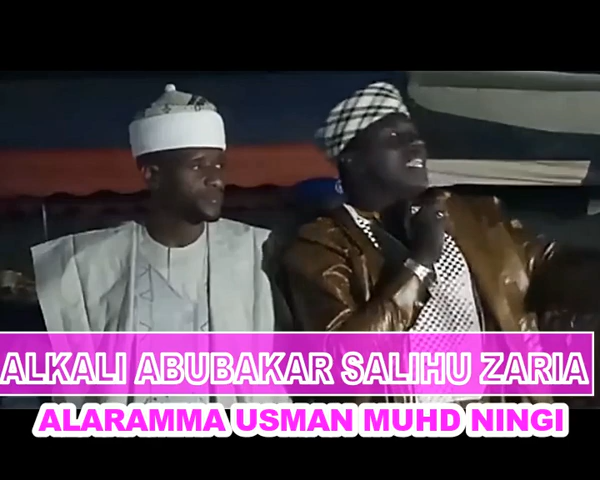 ALKALI ABUBAKAR SALIHU ZARIA
ALARAMMA USMAN MUHD NINGI